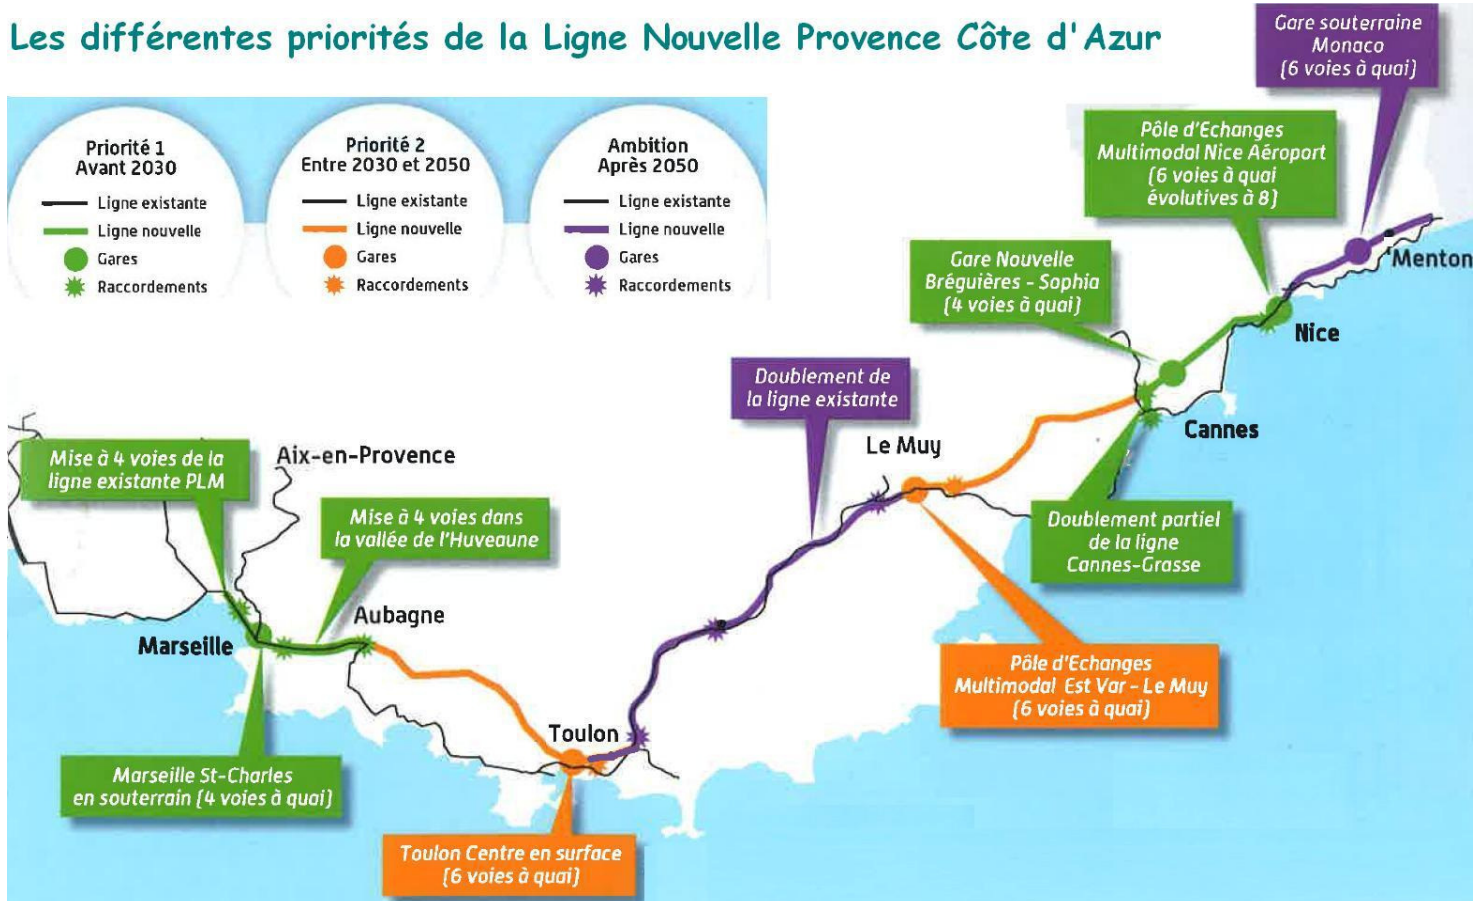 Les différentes priorités de la Ligne Nouvelle Provence Côte d'Azur
Gare souterraine
Monaco
(6 voies à quai)
Priorité 1
Avant 2030
Ligne existante
Ligne nouvelle
Gares
Raccordements
Priorité 2
Entre 2030 et 2050
Ligne existante
Ligne nouvelle
Gares
Raccordements
Ambition
Après 2050
Ligne existante
Ligne nouvelle
Gares
Raccordements
Pôle d'Echanges
Multimodal Nice Aéroport
(6 voies à quai
évolutives à 8)
Gare Nouvelle
Bréguières - Sophia
(4 voies à quai)
Menton
Nice
Doublement de
la ligne existante
Cannes
Le Muy
Mise à 4 voies de la
ligne existante PLM
Aix-en-Provence
Mise à 4 voies dans
la vallée de l'Huveaune
Doublement partiel
de la ligne
Cannes-Grasse
Aubagne
Marseille
Pôle d'Echanges
Multimodal Est Var - Le Muy
(6 voies à quai)
Toulon
Marseille St-Charles
en souterrain (4 voies à quai)
Toulon Centre en surface
(6 voies à quai)